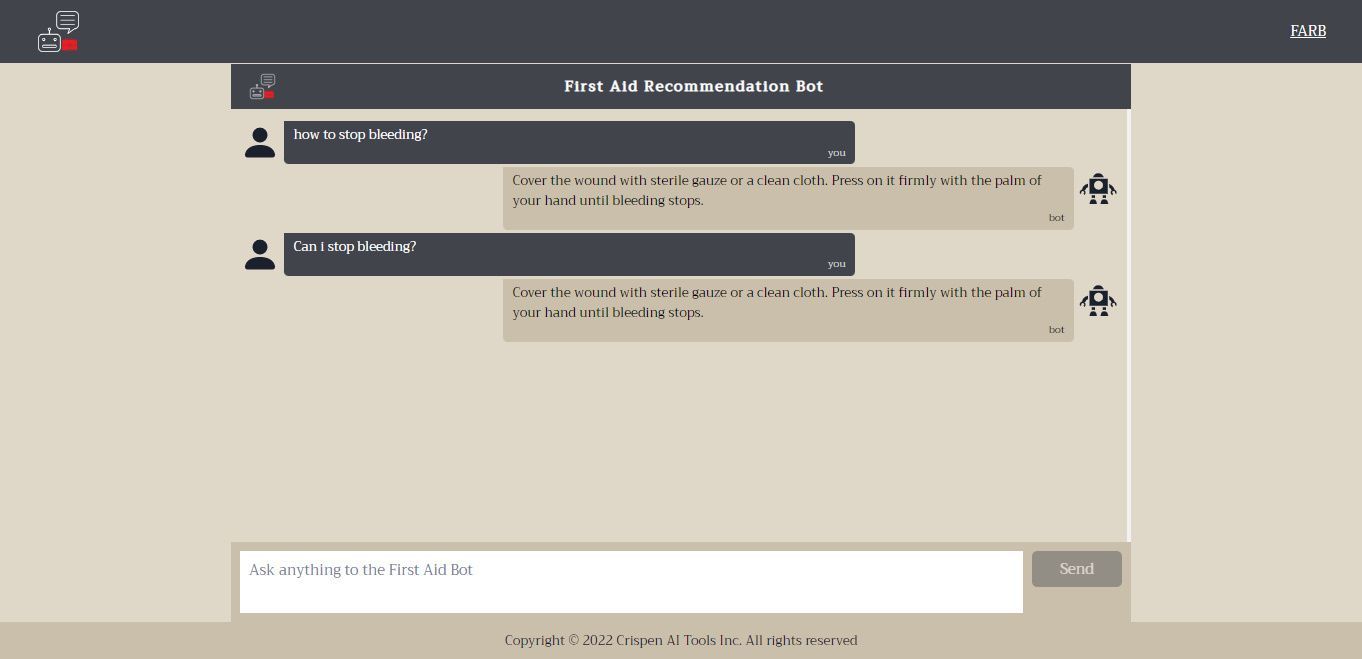 FARB
First Aid Recommendation Bot
how to stop bleeding?
you
Cover the wound with sterile gauze or a clean cloth. Press on it firmly with the palm of
your hand until bleeding stops.
bot
Can i stop bleeding?
you
Cover the wound with sterile gauze or a clean cloth. Press on it firmly with the palm of
your hand until bleeding stops.
bot
Ask anything to the First Aid Bot
Send
Copyright © 2022 Crispen AI Tools Inc. All rights reserved